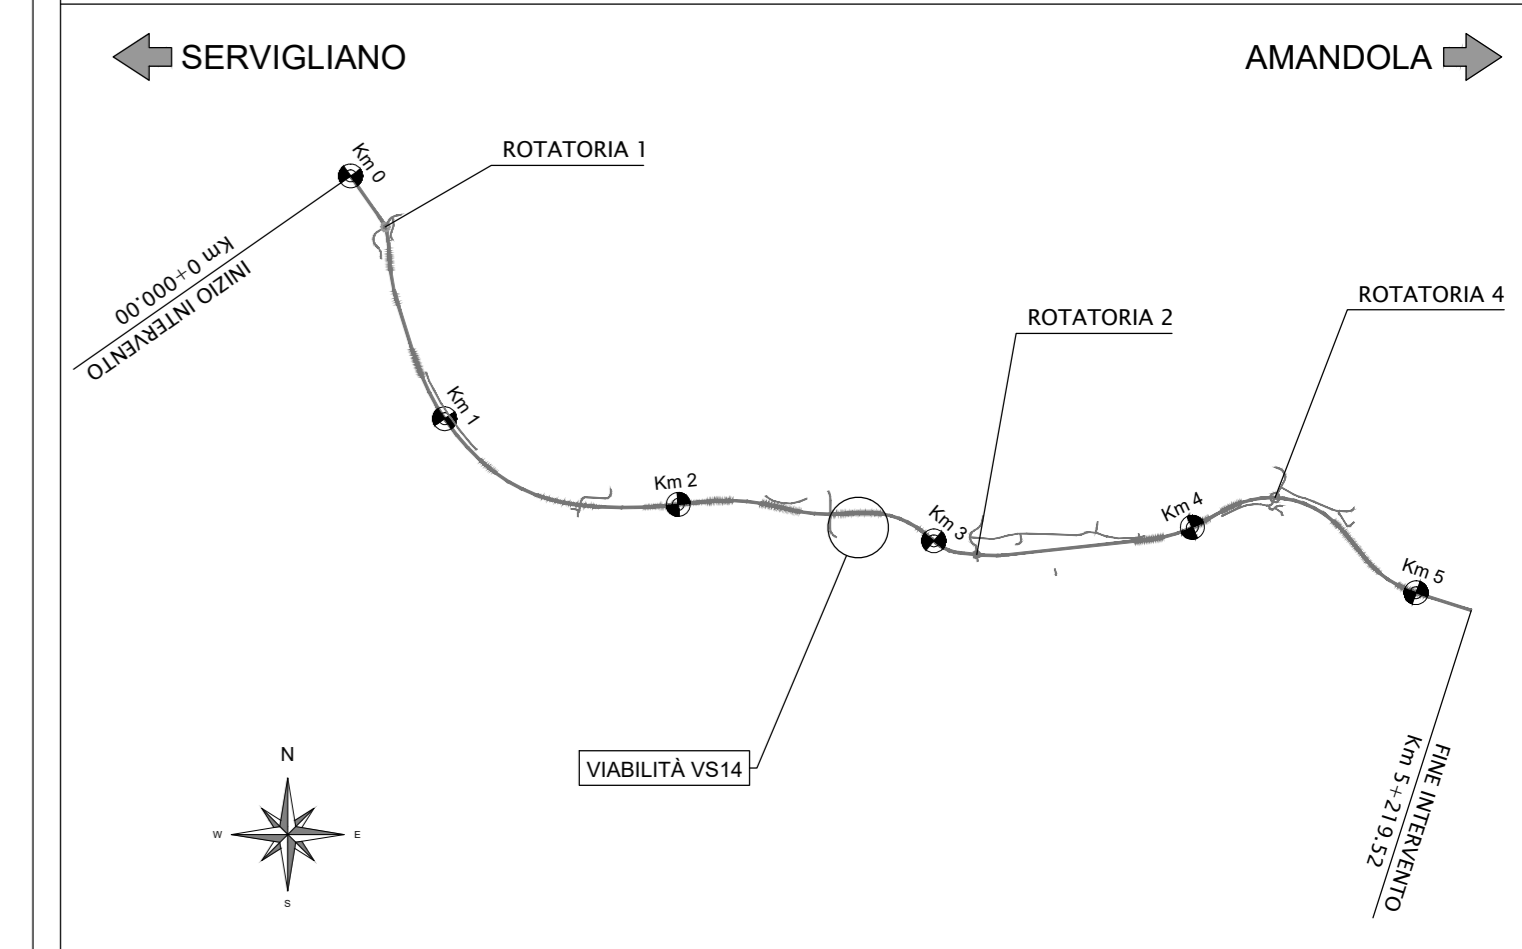 SERVIGLIANO
AMANDOLA
Km 0
ROTATORIA 1
Km 0+000.00
INIZIO INTERVENTO
ROTATORIA 4
ROTATORIA 2
Km 1
Km 2
Km 3
Km 4
Km 5
VIABILITÀ VS14
FINE INTERVENTO
Km 5+219.52
N
W
E
S